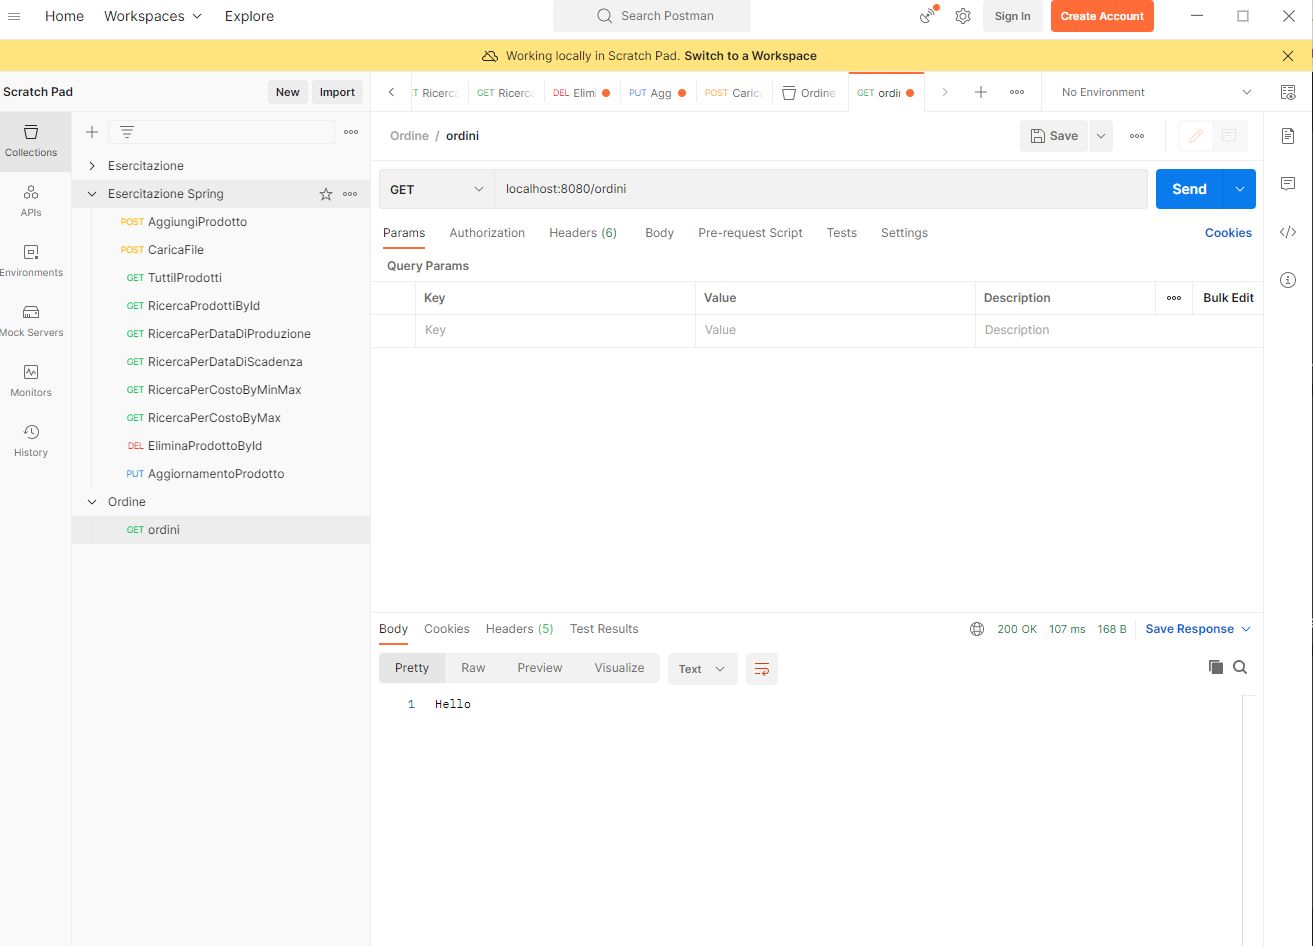 Home Workspaces Explore Search Postman Sign In Create Account
Working locally in Scratch Pad. Switch to a Workspace
Scratch Pad New Import
GET Ricerca DEL Elimi PUT Agg POST Caric Ordine GET ordin No Environment
Collections
APIs
Environments
Mock Servers
Monitors
History
Esercitazione
Esercitazione Spring
POST AggiungiProdotto
POST CaricaFile
GET TuttiIProdotti
GET RicercaProdottiById
GET RicercaPerDataDiProduzione
GET RicercaPerDataDiScadenza
GET RicercaPerCostoByMinMax
GET RicercaPerCostoByMax
DEL EliminaProdottoById
PUT AggiornamentoProdotto
Ordine
GET ordini
Ordine / ordini Save
GET localhost:8080/ordini Send
Params Authorization Headers (6) Body Pre-request Script Tests Settings Cookies
Query Params
Key Value Description Bulk Edit
Key Value Description
Body Cookies Headers (5) Test Results 200 OK 107 ms 168 B Save Response
Pretty Raw Preview Visualize Text
1 Hello